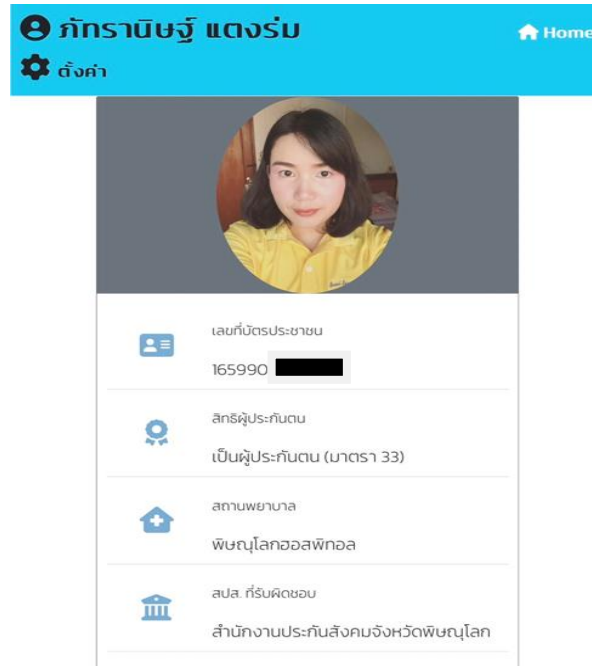 ภัทรานิษฐ์ แตงร่ม
Home
ตั้งค่า
เลขที่บัตรประชาชน
165990
สิทธิผู้ประกันตน
เป็นผู้ประกันตน (มาตรา 33)
สถานพยาบาล
พิษณุโลกฮอสพิทอล
สปส. ที่รับผิดชอบ
สำนักงานประกันสังคมจังหวัดพิษณุโลก